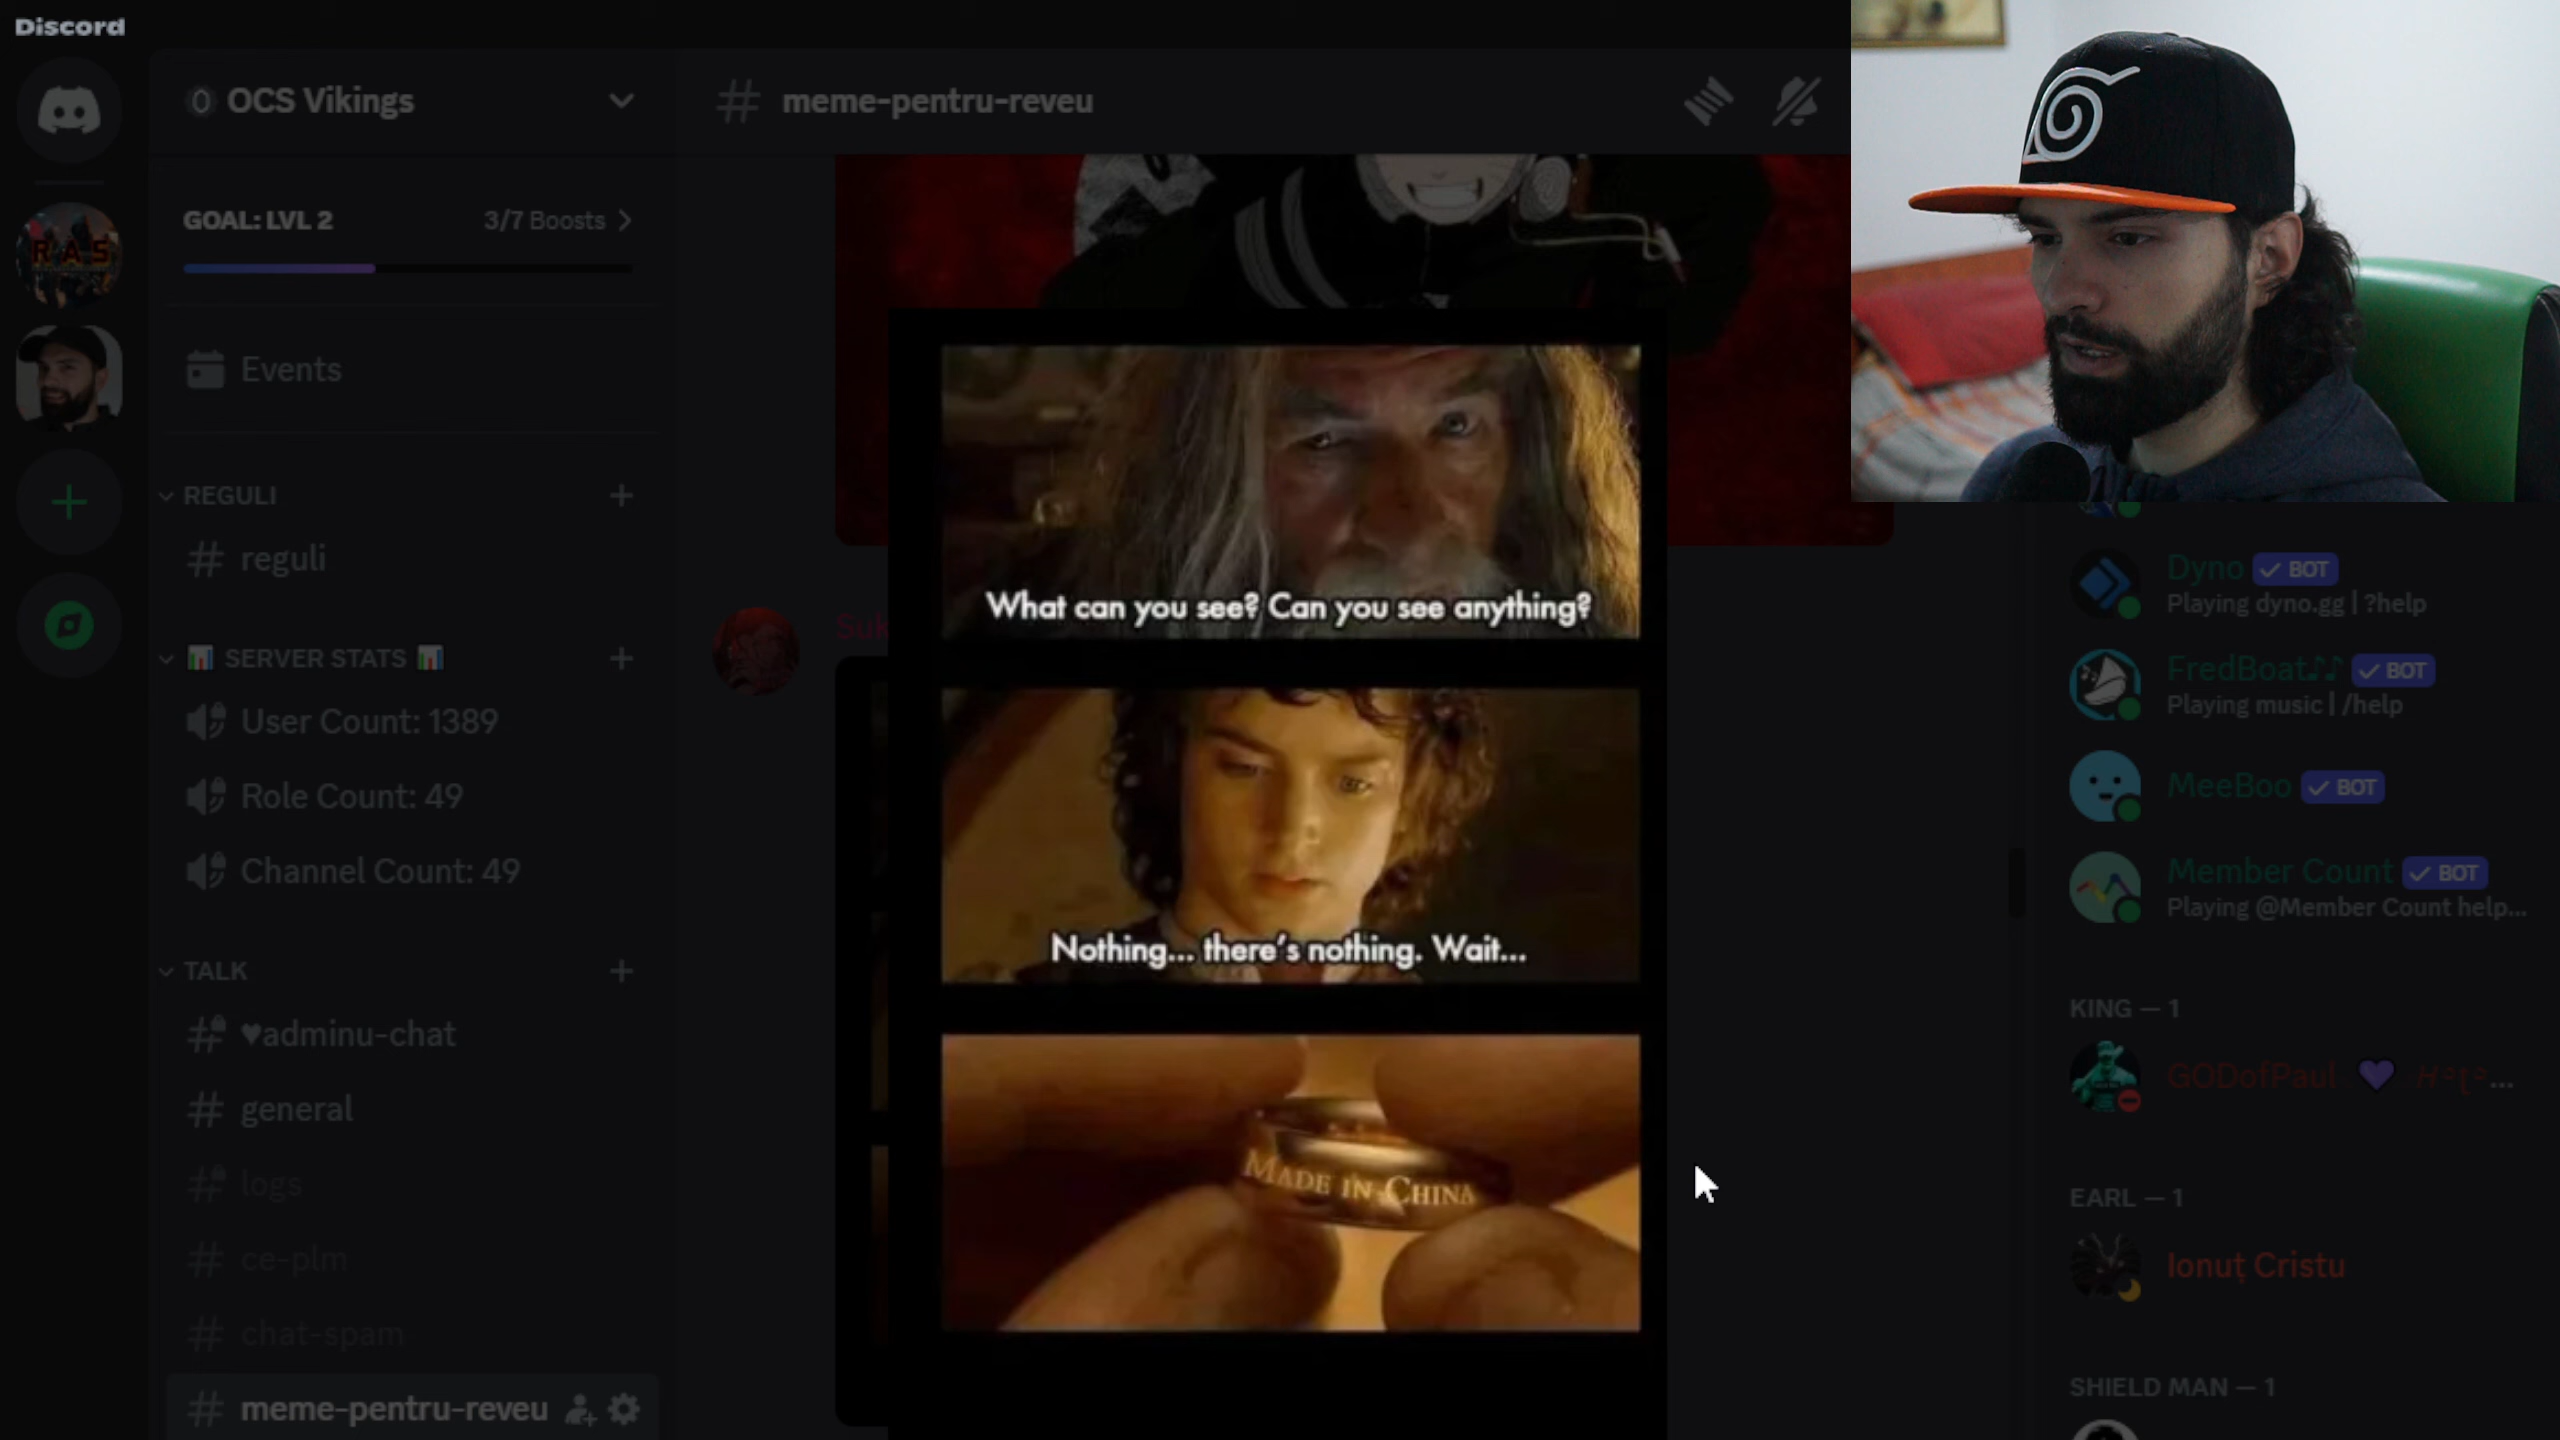 Discord
OCS Vikings
meme-pentru-reveu
GOAL: LVL 2
3/7 Boosts
Events
REGULI
reguli
SERVER STATS
User Count: 1389
Role Count: 49
Channel Count: 49
TALK
♥adminu-chat
general
logs
ce-plm
chat-spam
meme-pentru-reveu
RAS
Suk
What can you see? Can you see anything?
Nothing... there's nothing. Wait...
MADE IN CHINA
Dyno BOT
Playing dyno.gg | ?help
FredBoat♪♪ BOT
Playing music | /help
MeeBoo BOT
Member Count BOT
Playing @Member Count help...
KING — 1
GODofPaul
EARL — 1
Ionuț Cristu
SHIELD MAN — 1